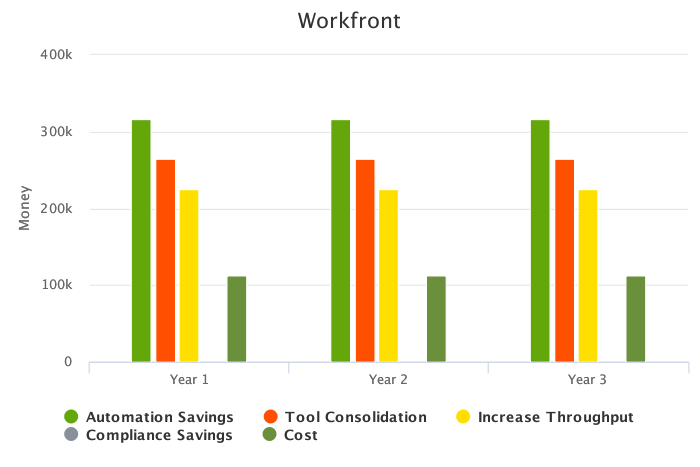 Workfront
400k
300k
200k
100k
0
Money
Year 1
Year 2
Year 3
Automation Savings
Tool Consolidation
Increase Throughput
Compliance Savings
Cost